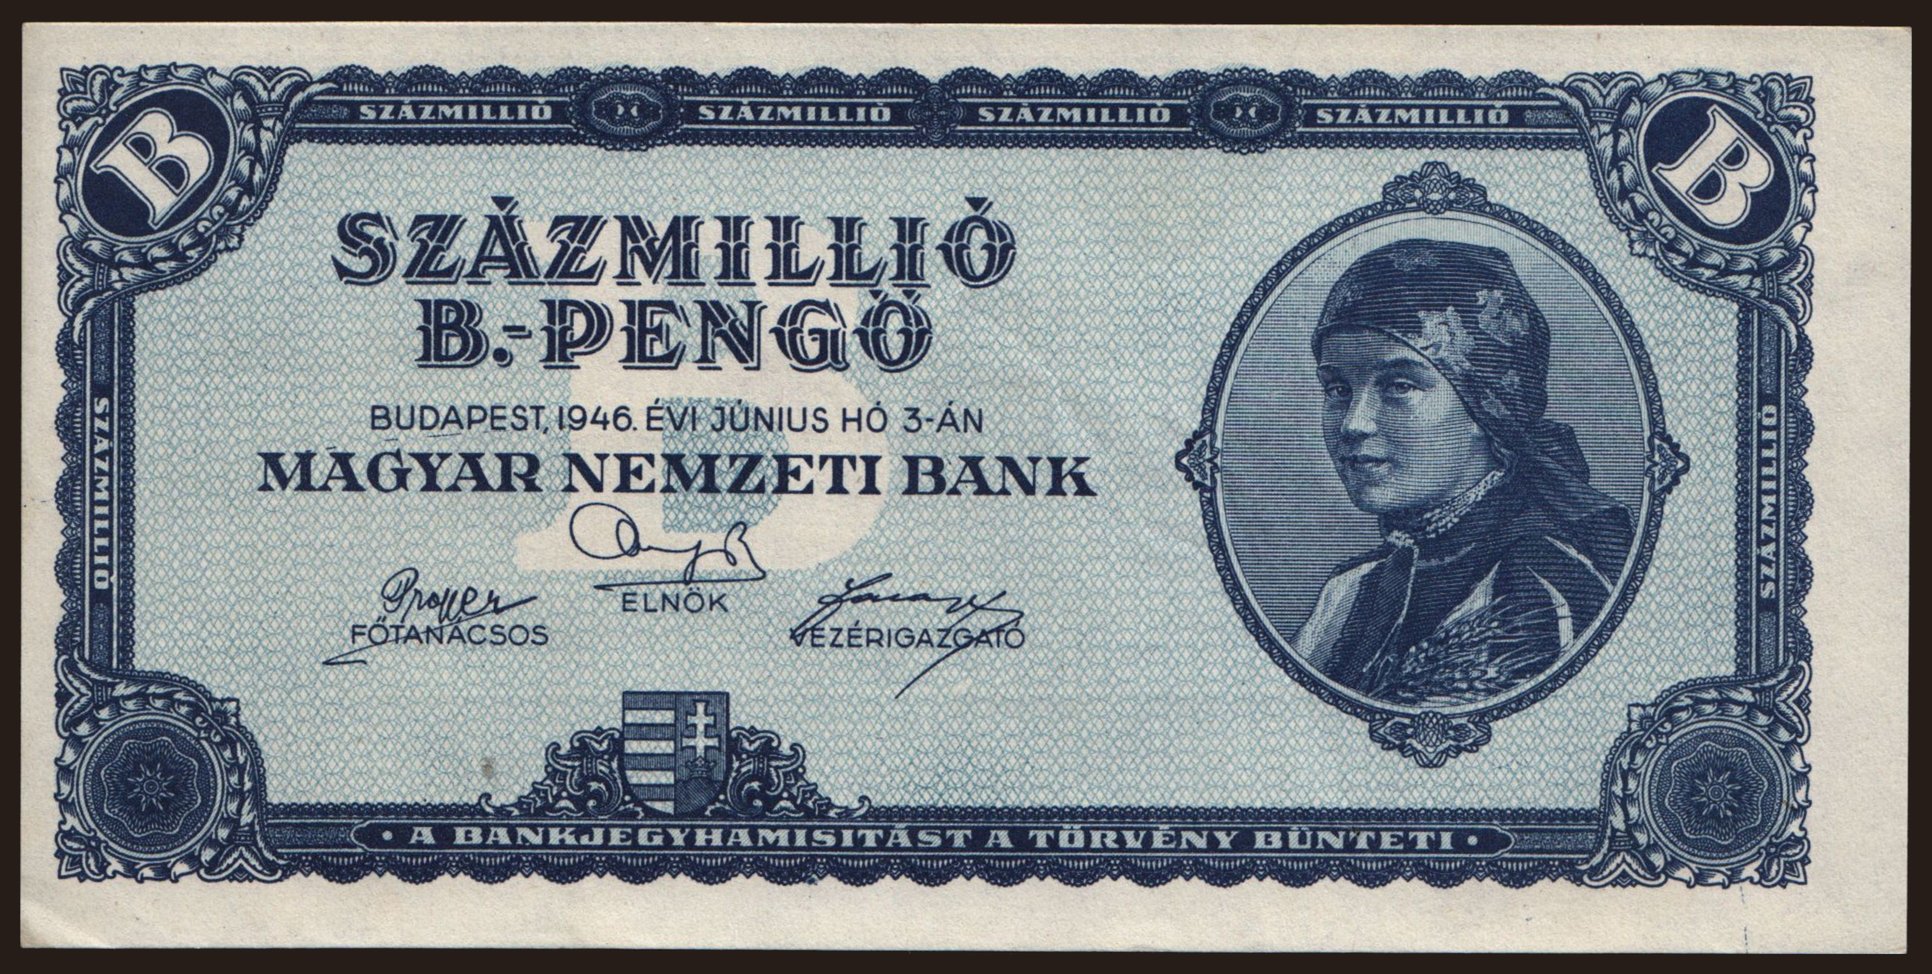 SZÁZMILLIÓ SZÁZMILLIÓ SZÁZMILLIÓ SZÁZMILLIÓ
B
B
SZÁZMILLIÓ
B.-PENGŐ
BUDAPEST, 1946. ÉVI JÚNIUS HÓ 3-ÁN
MAGYAR NEMZETI BANK
B
SZÁZMILLIÓ
SZÁZMILLIÓ
ELNÖK
FŐTANÁCSOS
VEZÉRIGAZGATÓ
• A BANKJEGYHAMISITÁST A TÖRVÉNY BÜNTETI •